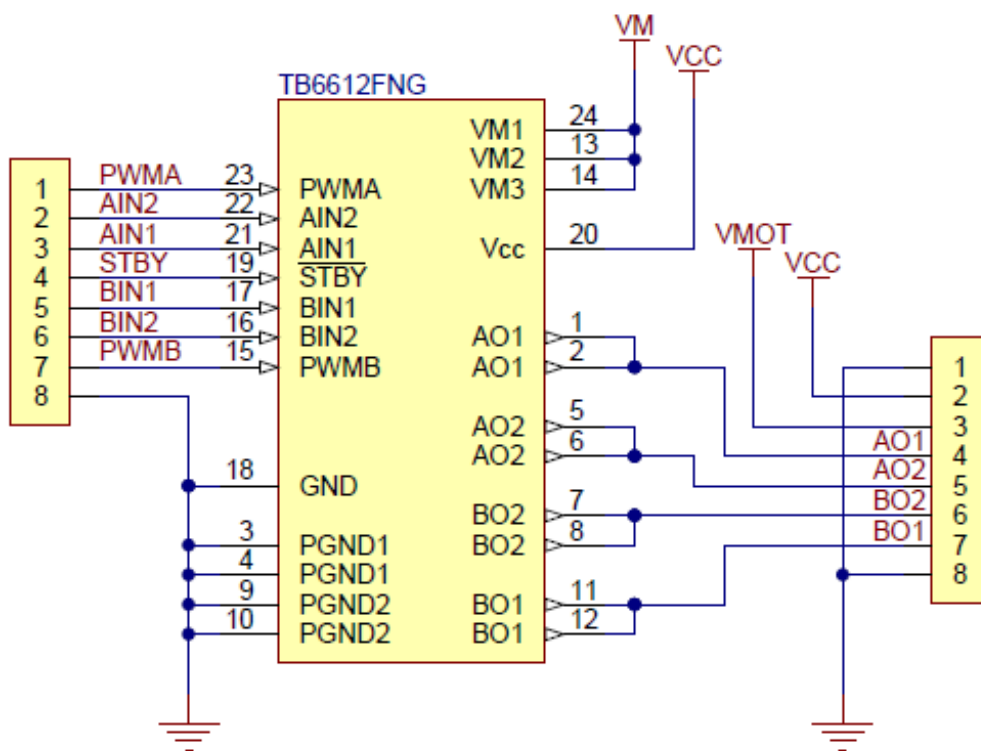 VM
VCC
TB6612FNG
VM1 24
VM2 13
VM3 14
1 PWMA 23 PWMA
2 AIN2 22 AIN2
3 AIN1 21 AIN1
4 STBY 19 STBY
5 BIN1 17 BIN1
6 BIN2 16 BIN2
7 PWMB 15 PWMB
8
Vcc 20
VMOT
VCC
AO1 1
AO1 2
AO2 5
AO2 6
18 GND
BO2 7
BO2 8
3 PGND1
4 PGND1
9 PGND2
10 PGND2
BO1 11
BO1 12
1
2
3
AO1 4
AO2 5
BO2 6
BO1 7
8